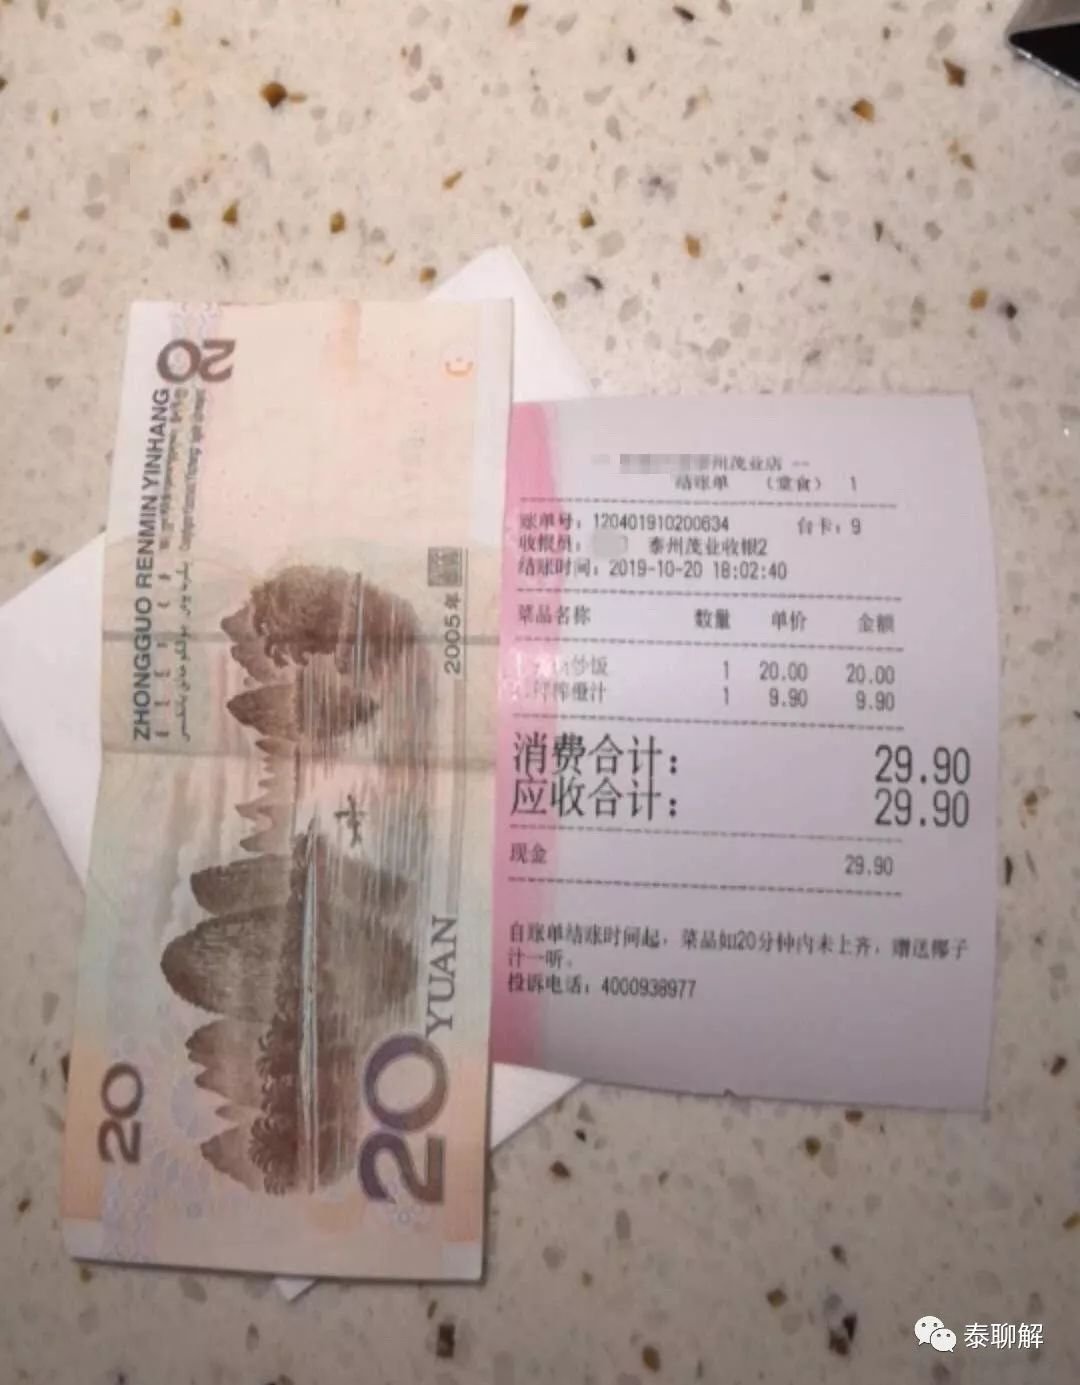 20
ZHONGGUO RENMIN YINHANG
2005年
20
20
YUAN
州茂业店 --
结账单 （堂食） 1
账单号：120401910200634 台卡：9
收银员： 泰州茂业收银2
结账时间：2019-10-20 18:02:40
菜品名称 数量 单价 金额
炒饭 1 20.00 20.00
榨橙汁 1 9.90 9.90
消费合计： 29.90
应收合计： 29.90
现金 29.90
自账单结账时间起，菜品如20分钟内未上齐，赠送椰子
汁一听。
投诉电话：4000938977
泰聊解